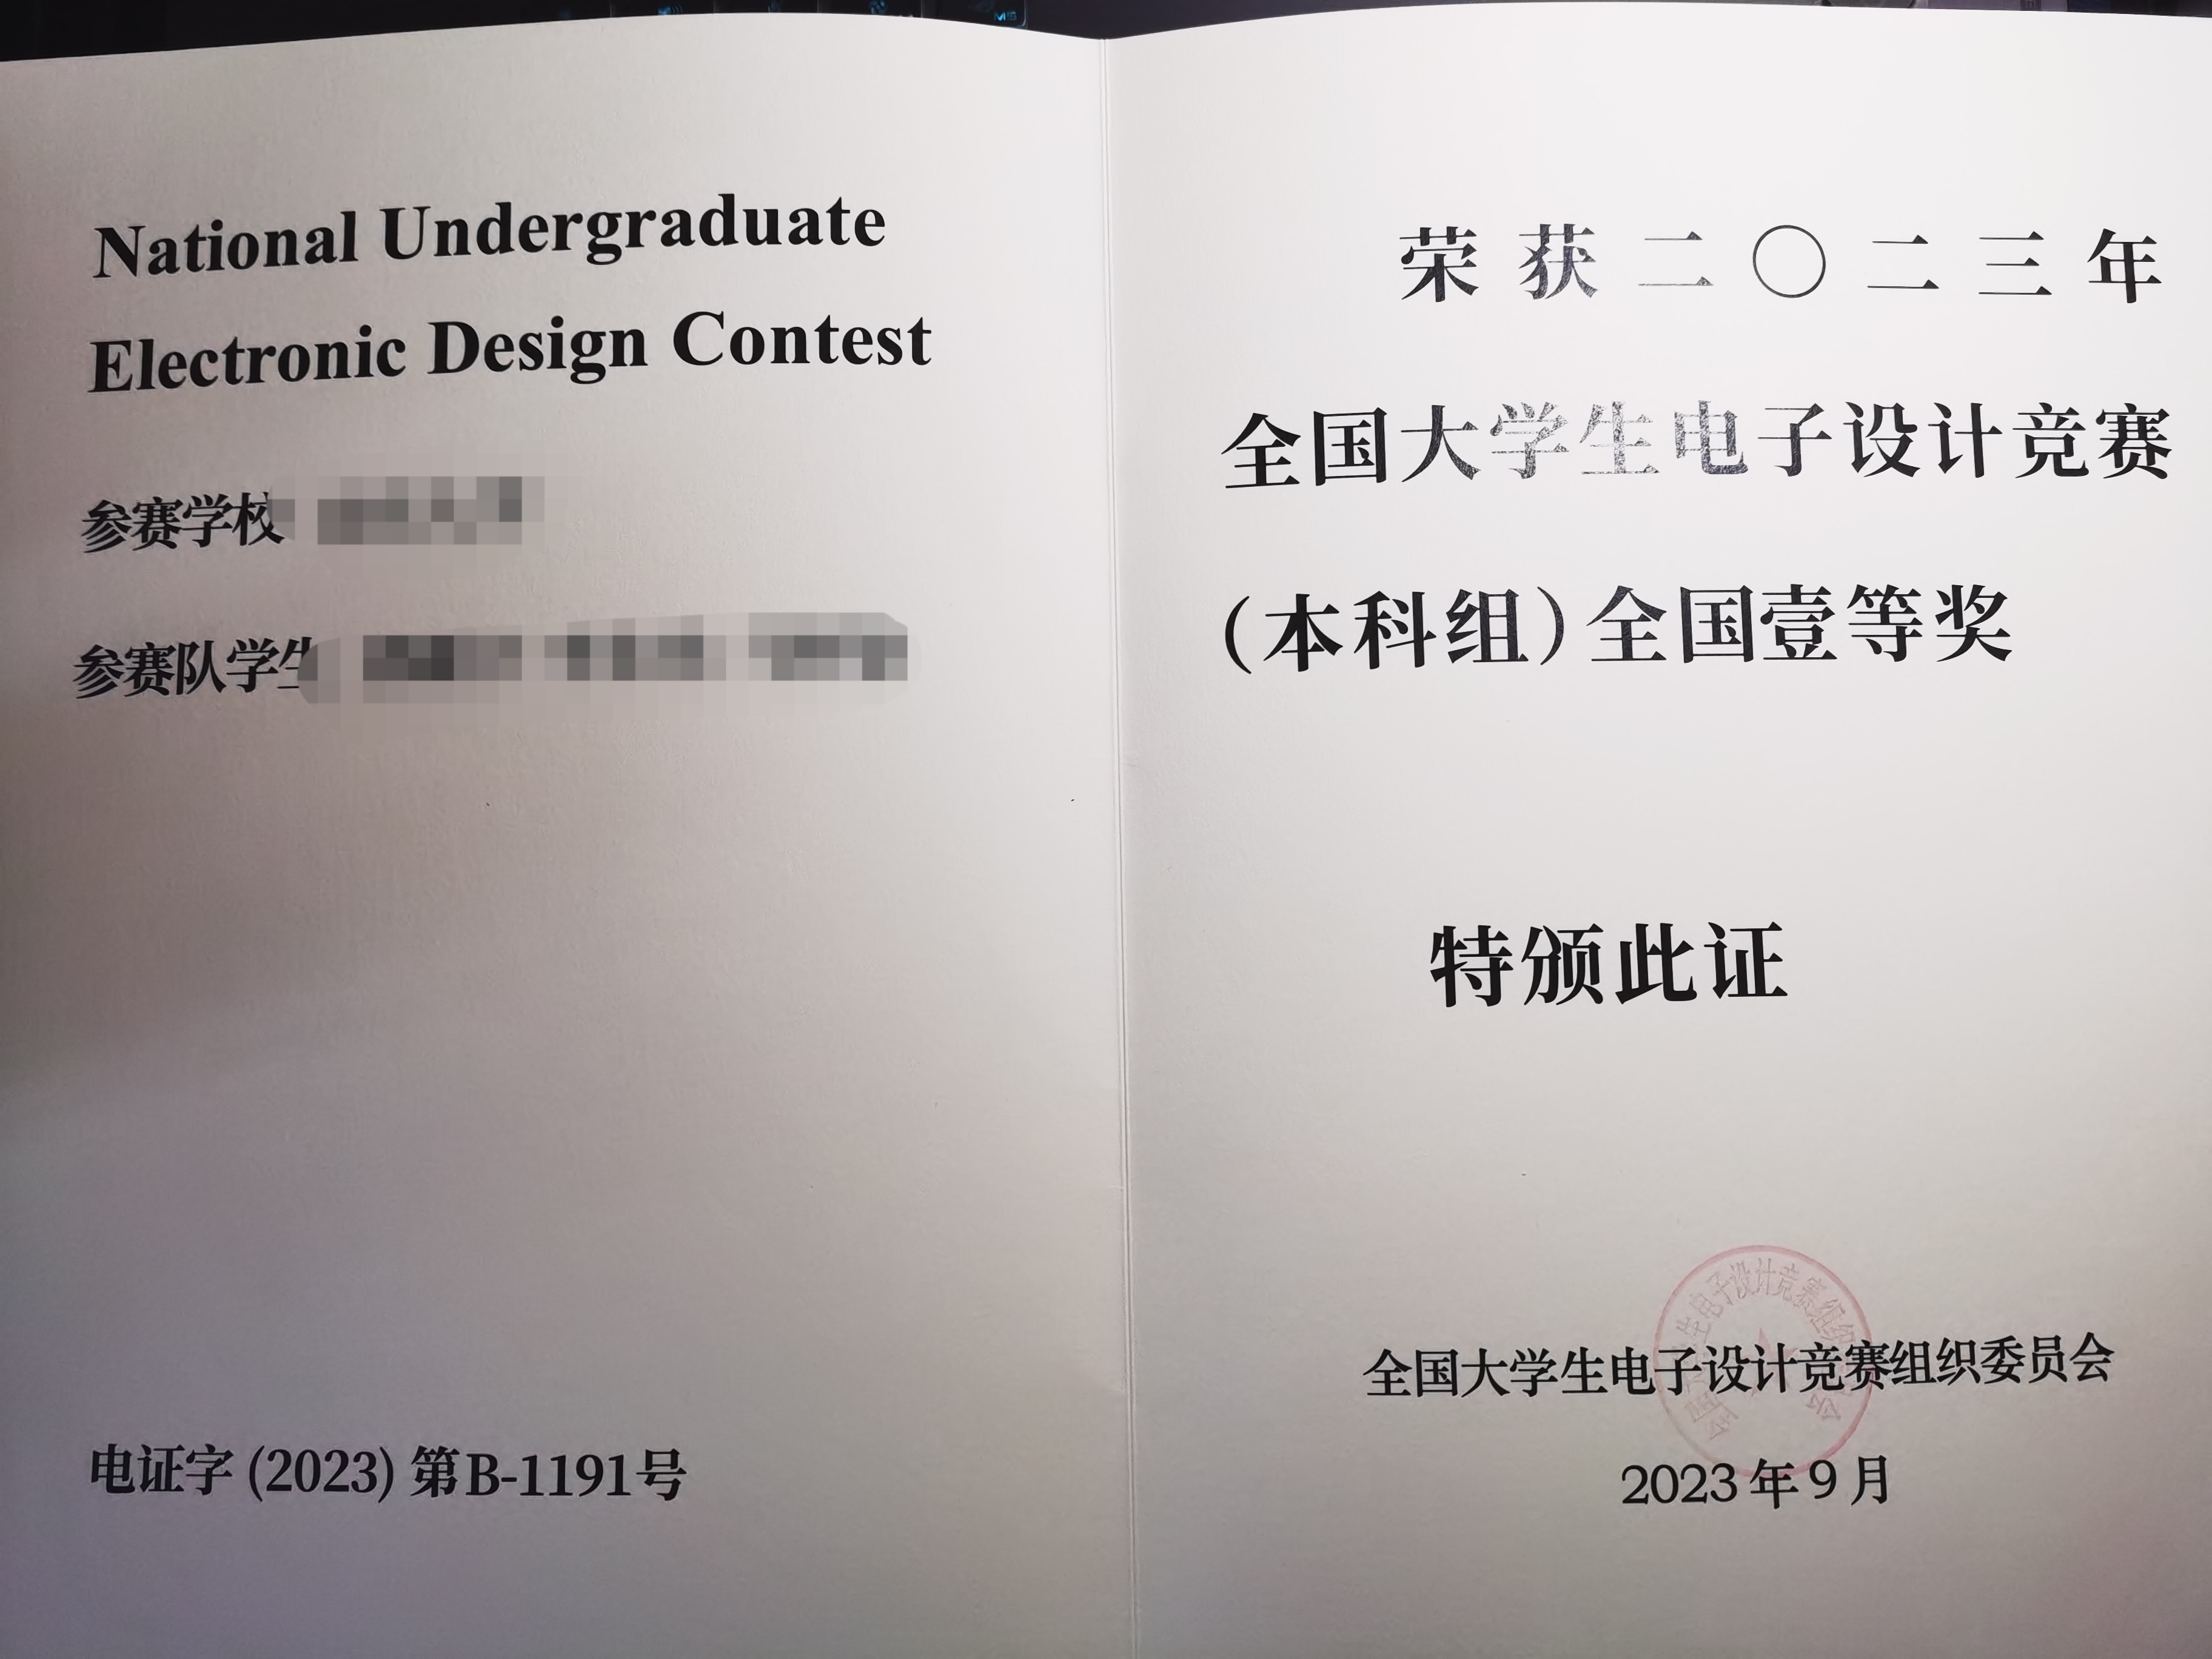 National Undergraduate
Electronic Design Contest
参赛学校
参赛队学生
电证字 (2023) 第B-1191号
荣获二〇二三年
全国大学生电子设计竞赛
(本科组)全国壹等奖
特颁此证
全国大学生电子设计竞赛组织委员会
2023年9月